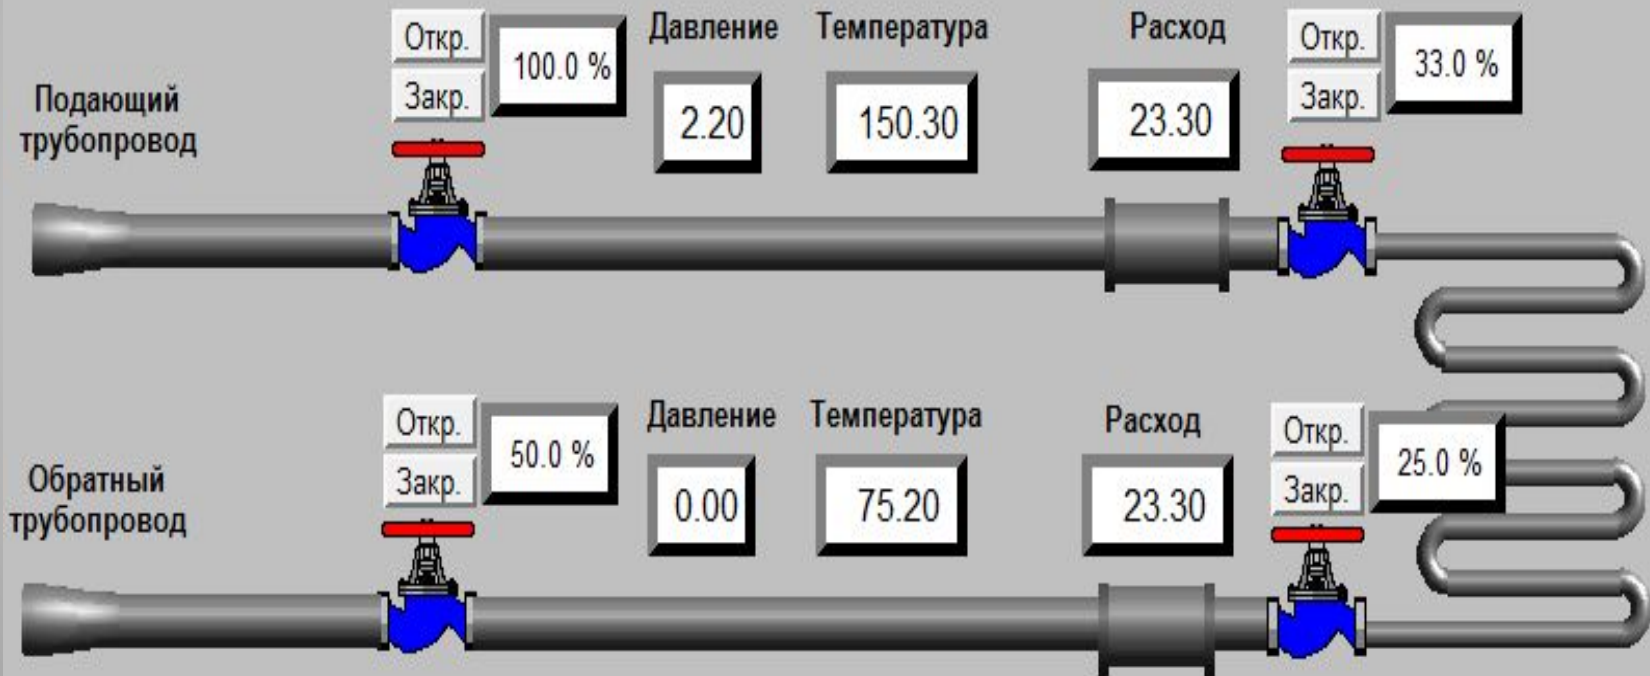 Откр.
Закр.
100.0 %
Давление
2.20
Температура
150.30
Расход
23.30
Откр.
Закр.
33.0 %
Подающий
трубопровод
Откр.
Закр.
50.0 %
Давление
0.00
Температура
75.20
Расход
23.30
Откр.
Закр.
25.0 %
Обратный
трубопровод